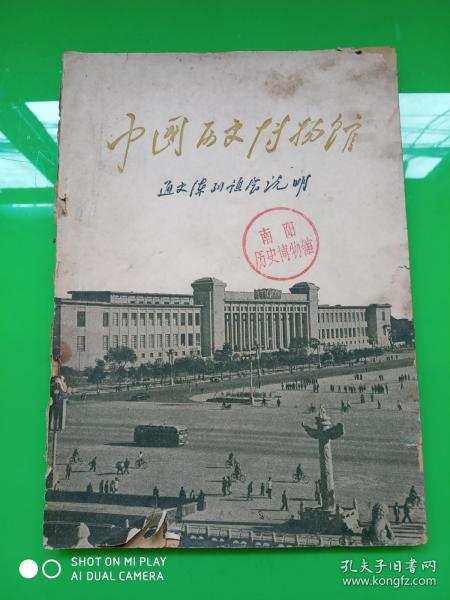 中国历史博物馆
通史陈列预展说明
南阳
历史博物馆
SHOT ON MI PLAY
AI DUAL CAMERA
孔夫子旧书网
www.kongfz.com